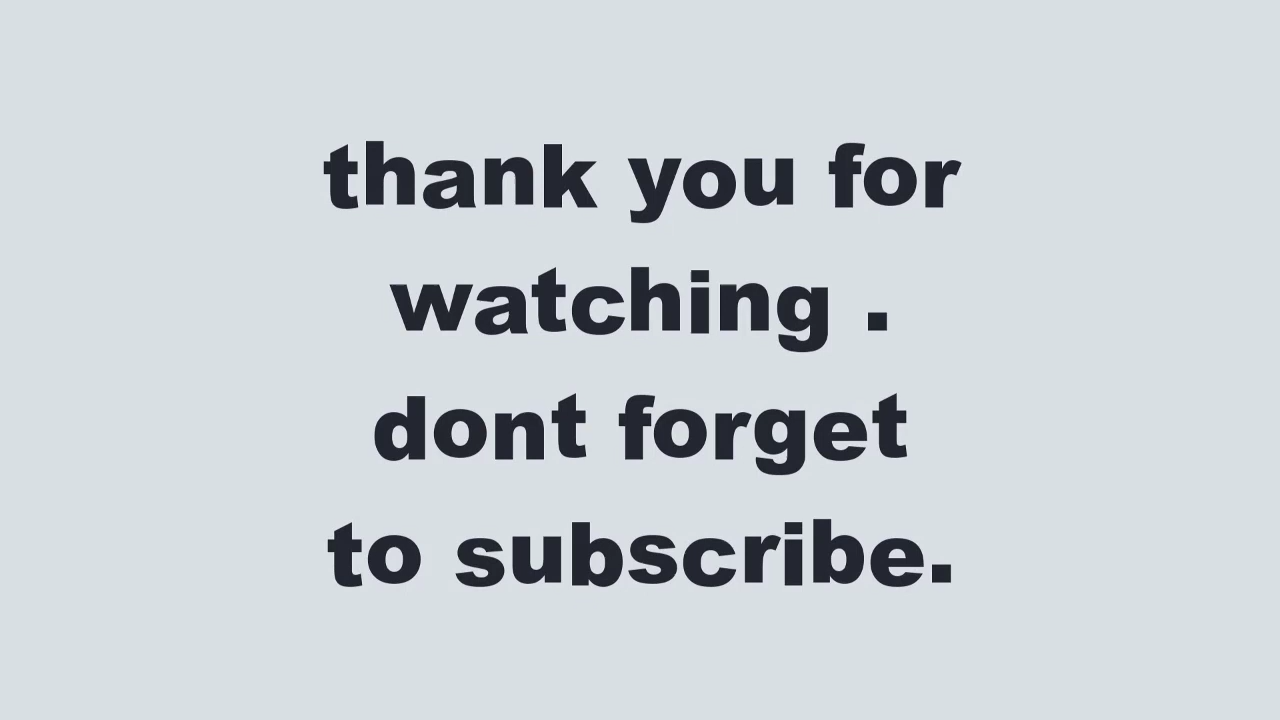 thank you for
watching .
dont forget
to subscribe.